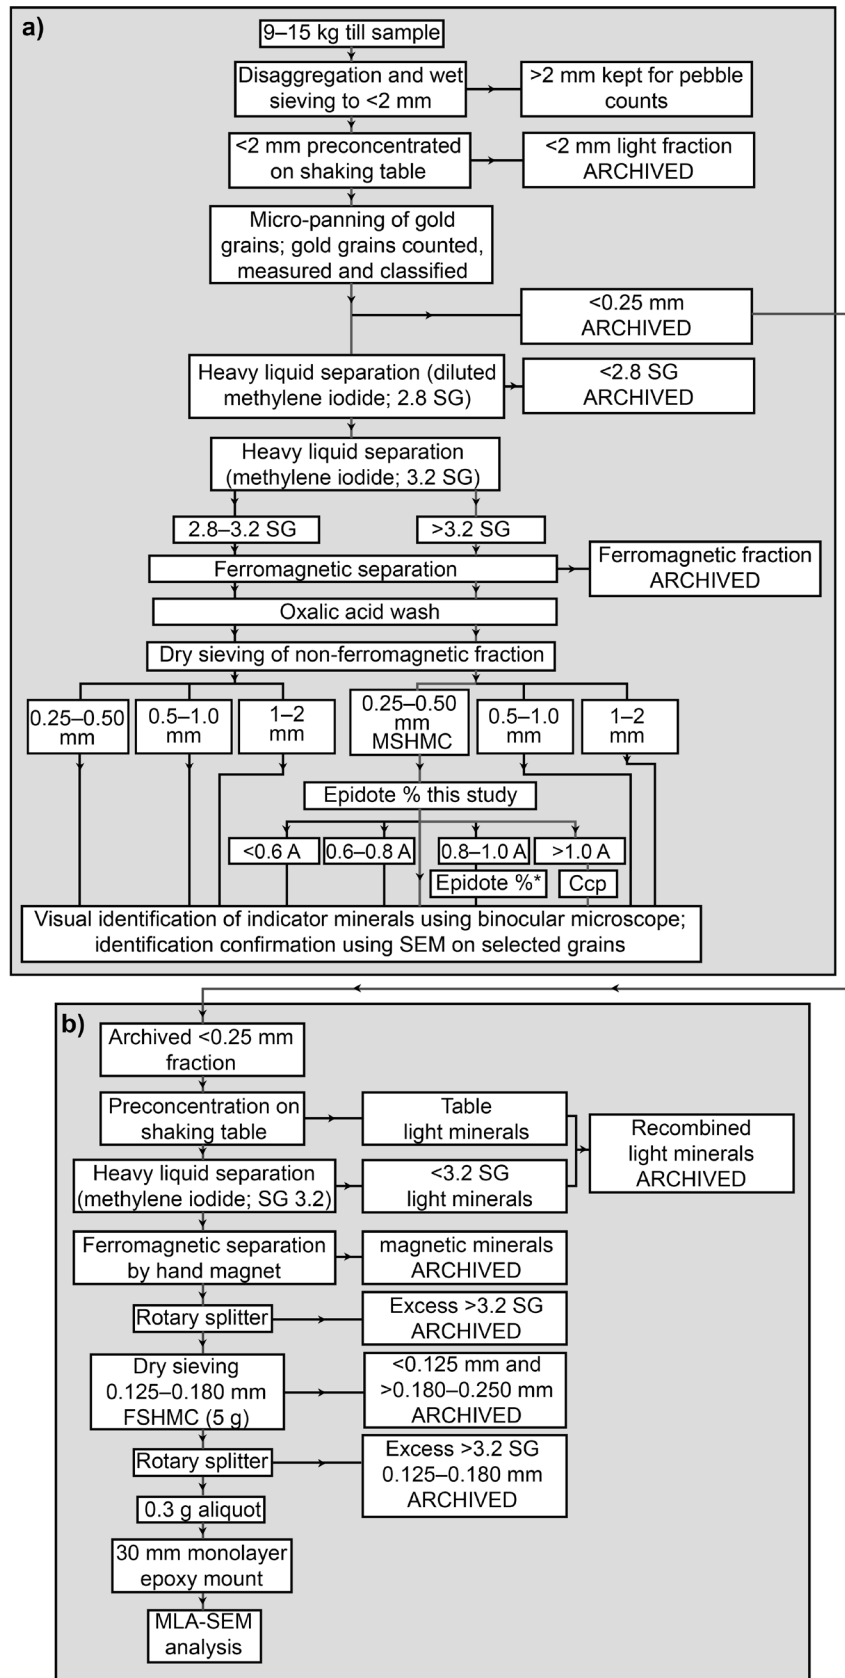 a)
9–15 kg till sample
Disaggregation and wet
sieving to <2 mm
>2 mm kept for pebble
counts
<2 mm preconcentrated
on shaking table
<2 mm light fraction
ARCHIVED
Micro-panning of gold
grains; gold grains counted,
measured and classified
<0.25 mm
ARCHIVED
Heavy liquid separation (diluted
methylene iodide; 2.8 SG)
<2.8 SG
ARCHIVED
Heavy liquid separation
(methylene iodide; 3.2 SG)
2.8–3.2 SG
>3.2 SG
Ferromagnetic separation
Ferromagnetic fraction
ARCHIVED
Oxalic acid wash
Dry sieving of non-ferromagnetic fraction
0.25–0.50
mm
0.5–1.0
mm
1–2
mm
0.25–0.50
mm
MSHMC
0.5–1.0
mm
1–2
mm
Epidote % this study
<0.6 A
0.6–0.8 A
0.8–1.0 A
>1.0 A
Epidote %*
Ccp
Visual identification of indicator minerals using binocular microscope;
identification confirmation using SEM on selected grains
b)
Archived <0.25 mm
fraction
Preconcentration on
shaking table
Table
light minerals
Recombined
light minerals
ARCHIVED
Heavy liquid separation
(methylene iodide; SG 3.2)
<3.2 SG
light minerals
Ferromagnetic separation
by hand magnet
magnetic minerals
ARCHIVED
Rotary splitter
Excess >3.2 SG
ARCHIVED
Dry sieving
0.125–0.180 mm
FSHMC (5 g)
<0.125 mm and
>0.180–0.250 mm
ARCHIVED
Rotary splitter
Excess >3.2 SG
0.125–0.180 mm
ARCHIVED
0.3 g aliquot
30 mm monolayer
epoxy mount
MLA-SEM
analysis